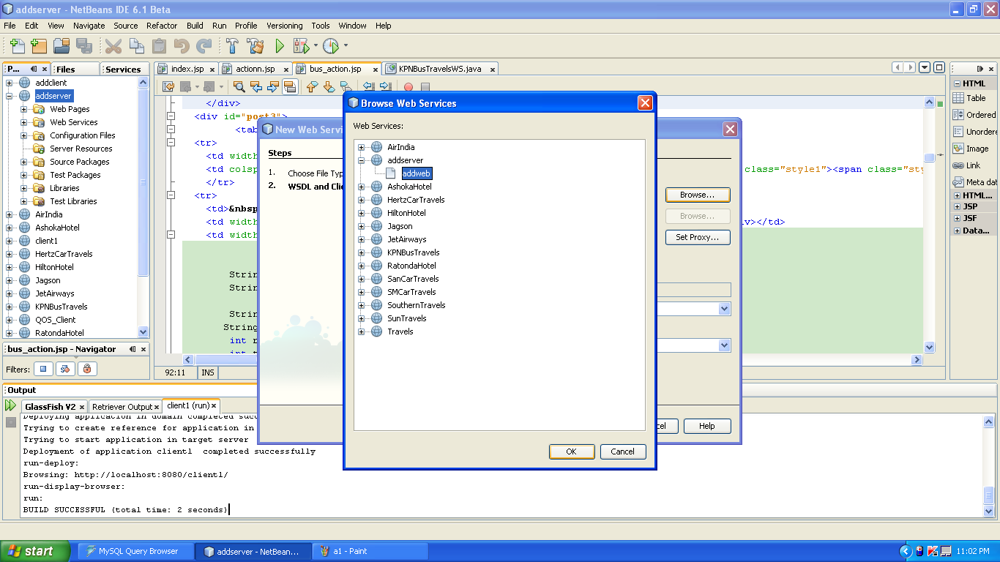 addserver - NetBeans IDE 6.1 Beta
File Edit View Navigate Source Refactor Build Run Profile Versioning Tools Window Help
P... Files Services
addclient
addserver
Web Pages
Web Services
Configuration Files
Server Resources
Source Packages
Test Packages
Libraries
Test Libraries
AirIndia
AshokaHotel
client1
HertzCarTravels
HiltonHotel
Jagson
JetAirways
KPNBusTravels
QOS_Client
RatondaHotel
bus_action.jsp - Navigator
Filters:
index.jsp actionn.jsp bus_action.jsp KPNBusTravelsWS.java
</div>
<div id="post3">
<tab
<tr>
<td width
<td colsp class="style1"><span class="sty
</tr>
<tr>
<td>&nbsp
<td width iv></td>
<td width
Strin
Strin
Strin
String
int r
92:11 INS
New Web Servi
Steps
1. Choose File Typ
2. WSDL and Clie
Browse...
Browse...
Set Proxy...
cel Help
Browse Web Services
Web Services:
AirIndia
addserver
addweb
AshokaHotel
HertzCarTravels
HiltonHotel
Jagson
JetAirways
KPNBusTravels
RatondaHotel
SanCarTravels
SMCarTravels
SouthernTravels
SunTravels
Travels
OK Cancel
HTML
Table
Ordered
Unordere
Image
Link
Meta dat
HTML...
JSP
JSF
Data...
Output
GlassFish V2 Retriever Output client1 (run)
Deploying application in domain completed succ
Trying to create reference for application in
Trying to start application in target server
Deployment of application client1 completed successfully
run-deploy:
Browsing: http://localhost:8080/client1/
run-display-browser:
run:
BUILD SUCCESSFUL (total time: 2 seconds)
start MySQL Query Browser addserver - NetBean... a1 - Paint 11:02 PM